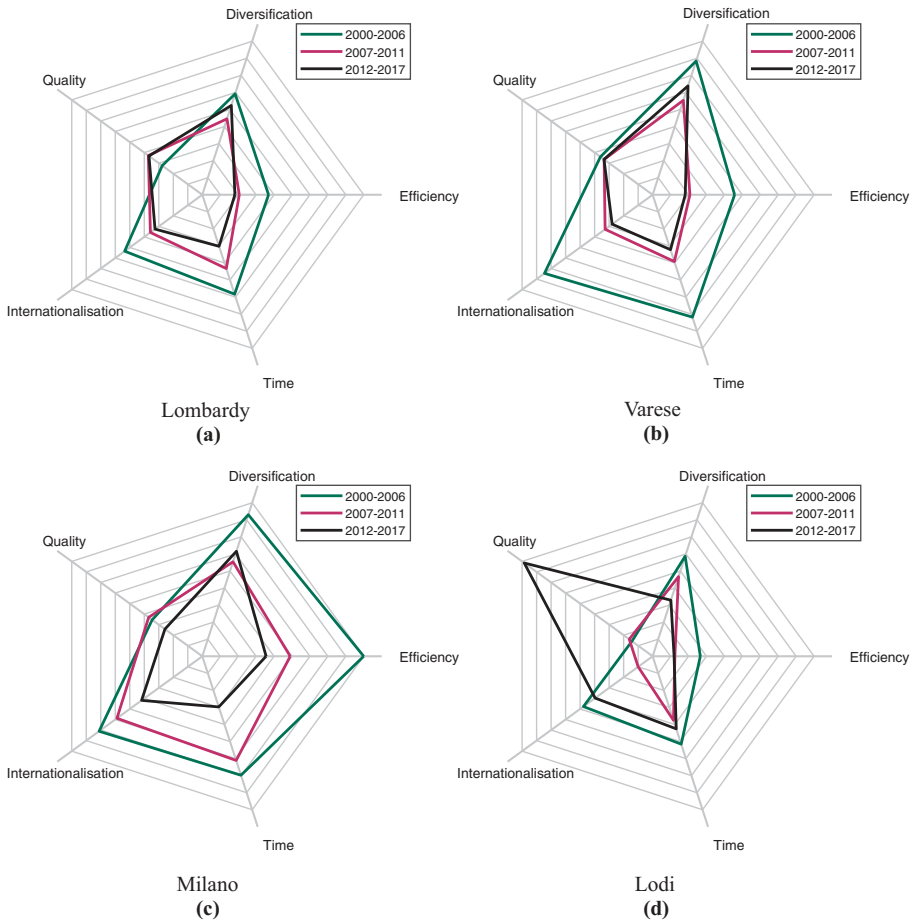 Diversification
2000-2006
2007-2011
2012-2017
Quality
Efficiency
Internationalisation
Time
Lombardy
(a)
Diversification
2000-2006
2007-2011
2012-2017
Quality
Efficiency
Internationalisation
Time
Varese
(b)
Diversification
2000-2006
2007-2011
2012-2017
Quality
Efficiency
Internationalisation
Time
Milano
(c)
Diversification
2000-2006
2007-2011
2012-2017
Quality
Efficiency
Internationalisation
Time
Lodi
(d)